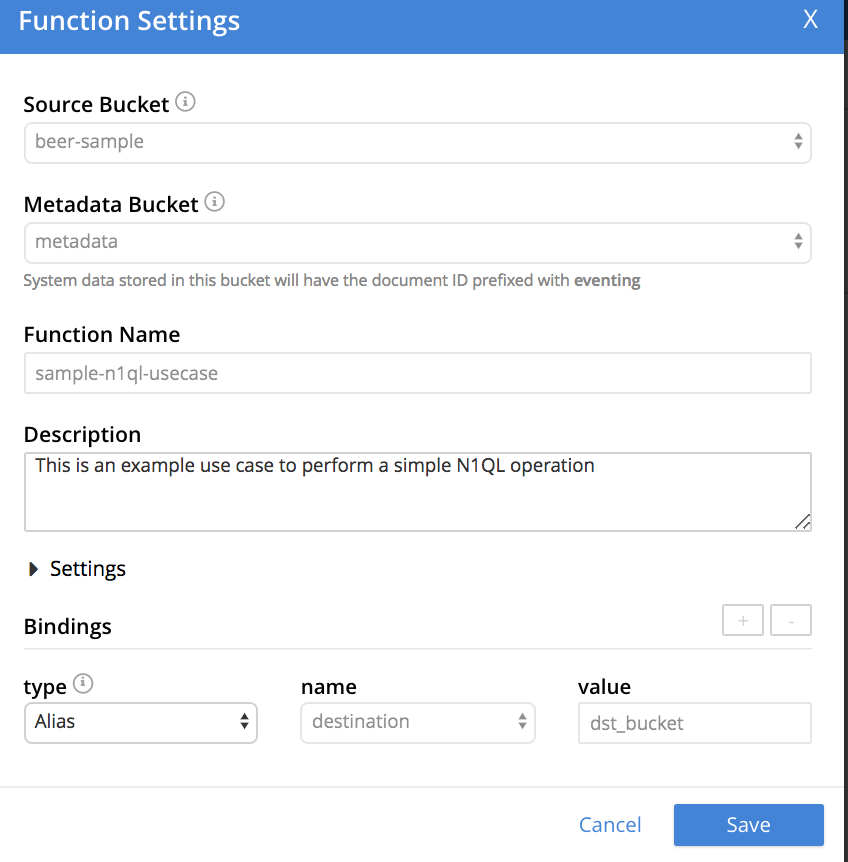 Function Settings X
Source Bucket i
beer-sample
Metadata Bucket i
metadata
System data stored in this bucket will have the document ID prefixed with eventing
Function Name
sample-n1ql-usecase
Description
This is an example use case to perform a simple N1QL operation
Settings
Bindings + -
type i name value
Alias destination dst_bucket
Cancel Save